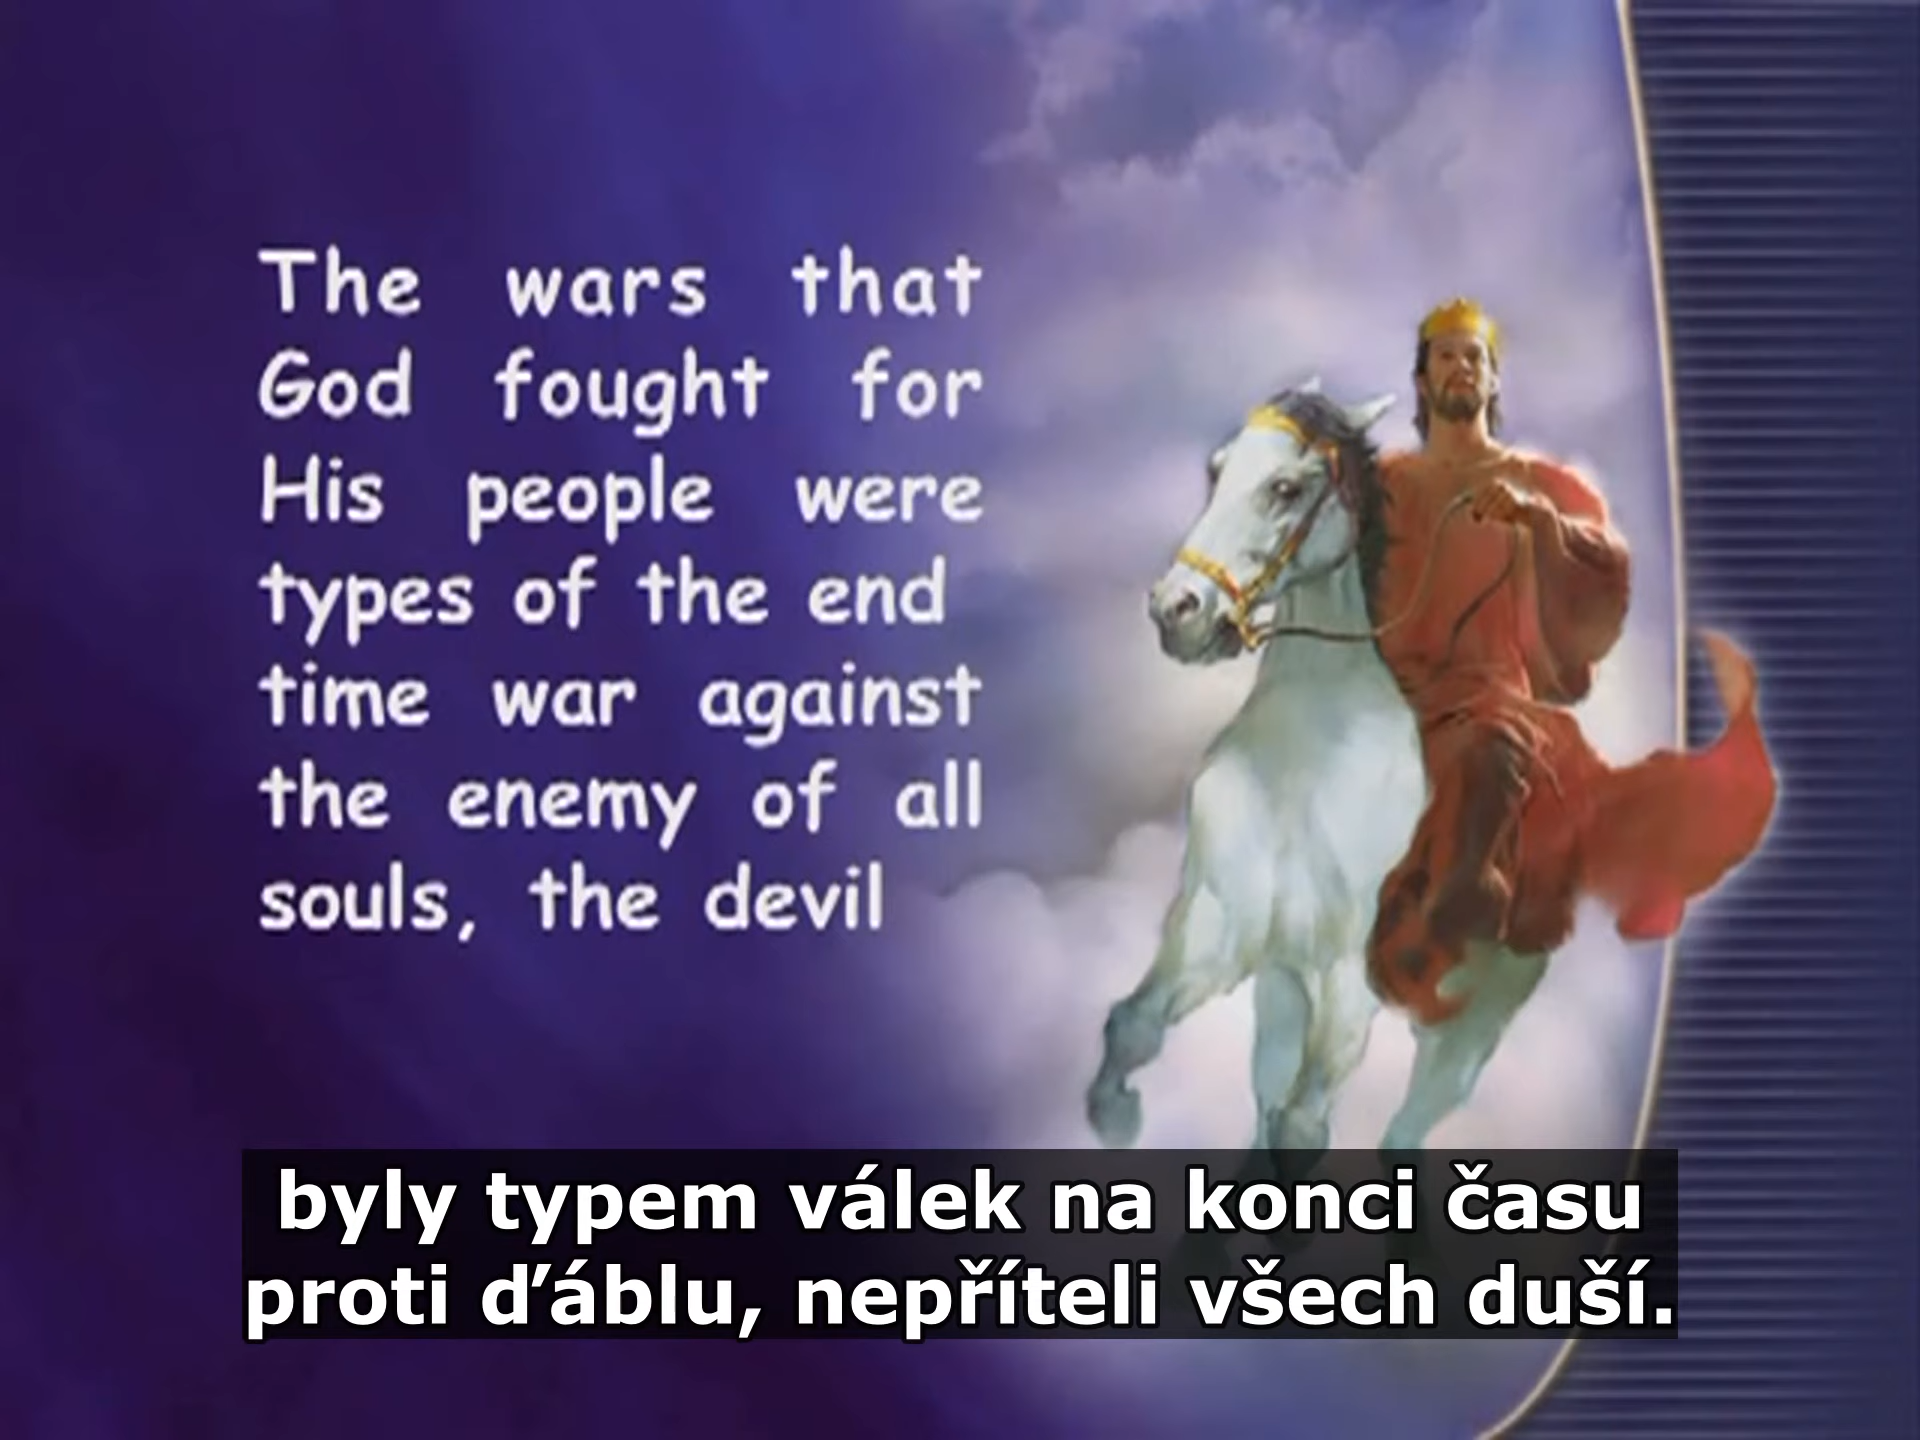 The wars that
God fought for
His people were
types of the end
time war against
the enemy of all
souls, the devil
byly typem válek na konci času
proti ďáblu, nepříteli všech duší.